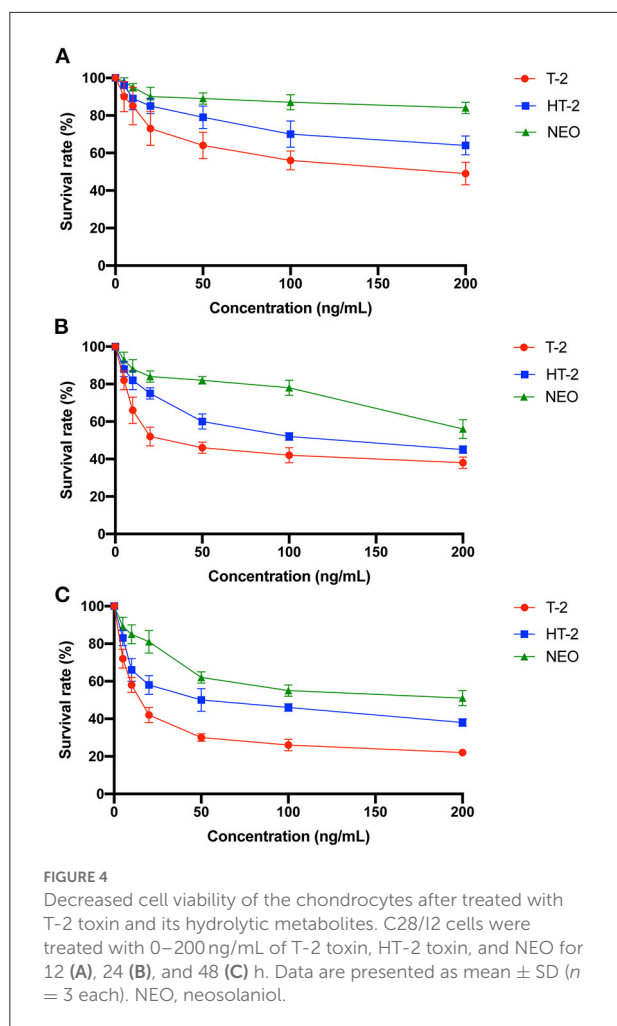 A
100
80
60
40
20
0
Survival rate (%)
0
50
100
150
200
Concentration (ng/mL)
T-2
HT-2
NEO
B
100
80
60
40
20
0
Survival rate (%)
0
50
100
150
200
Concentration (ng/mL)
T-2
HT-2
NEO
C
100
80
60
40
20
0
Survival rate (%)
0
50
100
150
200
Concentration (ng/mL)
T-2
HT-2
NEO
FIGURE 4
Decreased cell viability of the chondrocytes after treated with
T-2 toxin and its hydrolytic metabolites. C28/I2 cells were
treated with 0–200 ng/mL of T-2 toxin, HT-2 toxin, and NEO for
12 (A), 24 (B), and 48 (C) h. Data are presented as mean ± SD (n
= 3 each). NEO, neosolaniol.